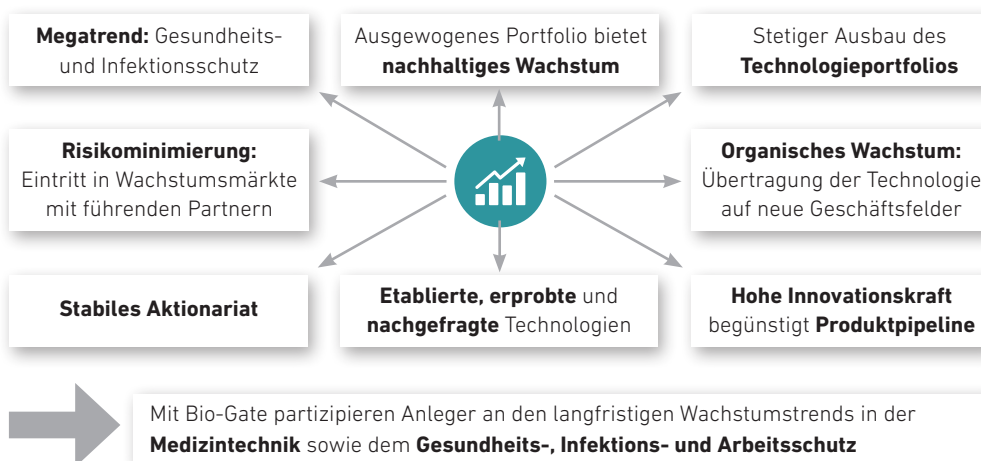 Megatrend: Gesundheits-
und Infektionsschutz
Ausgewogenes Portfolio bietet
nachhaltiges Wachstum
Stetiger Ausbau des
Technologieportfolios
Risikominimierung:
Eintritt in Wachstumsmärkte
mit führenden Partnern
Organisches Wachstum:
Übertragung der Technologie
auf neue Geschäftsfelder
Stabiles Aktionariat
Etablierte, erprobte und
nachgefragte Technologien
Hohe Innovationskraft
begünstigt Produktpipeline
Mit Bio-Gate partizipieren Anleger an den langfristigen Wachstumstrends in der
Medizintechnik sowie dem Gesundheits-, Infektions- und Arbeitsschutz